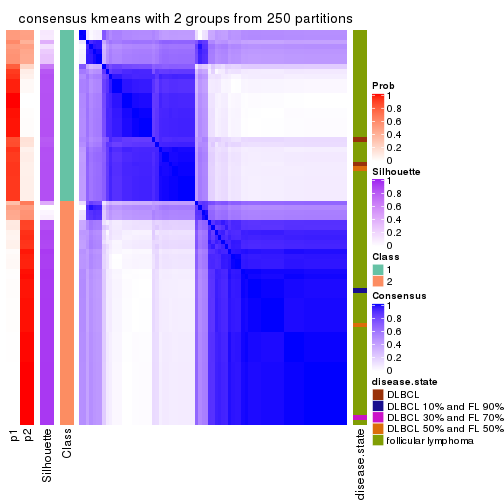 consensus kmeans with 2 groups from 250 partitions
Prob
1
0.8
0.6
0.4
0.2
0
Silhouette
1
0.8
0.6
0.4
0.2
0
Class
1
2
Consensus
1
0.8
0.6
0.4
0.2
0
disease.state
DLBCL
DLBCL 10% and FL 90%
DLBCL 30% and FL 70%
DLBCL 50% and FL 50%
follicular lymphoma
p1
p2
Silhouette
Class
disease.state